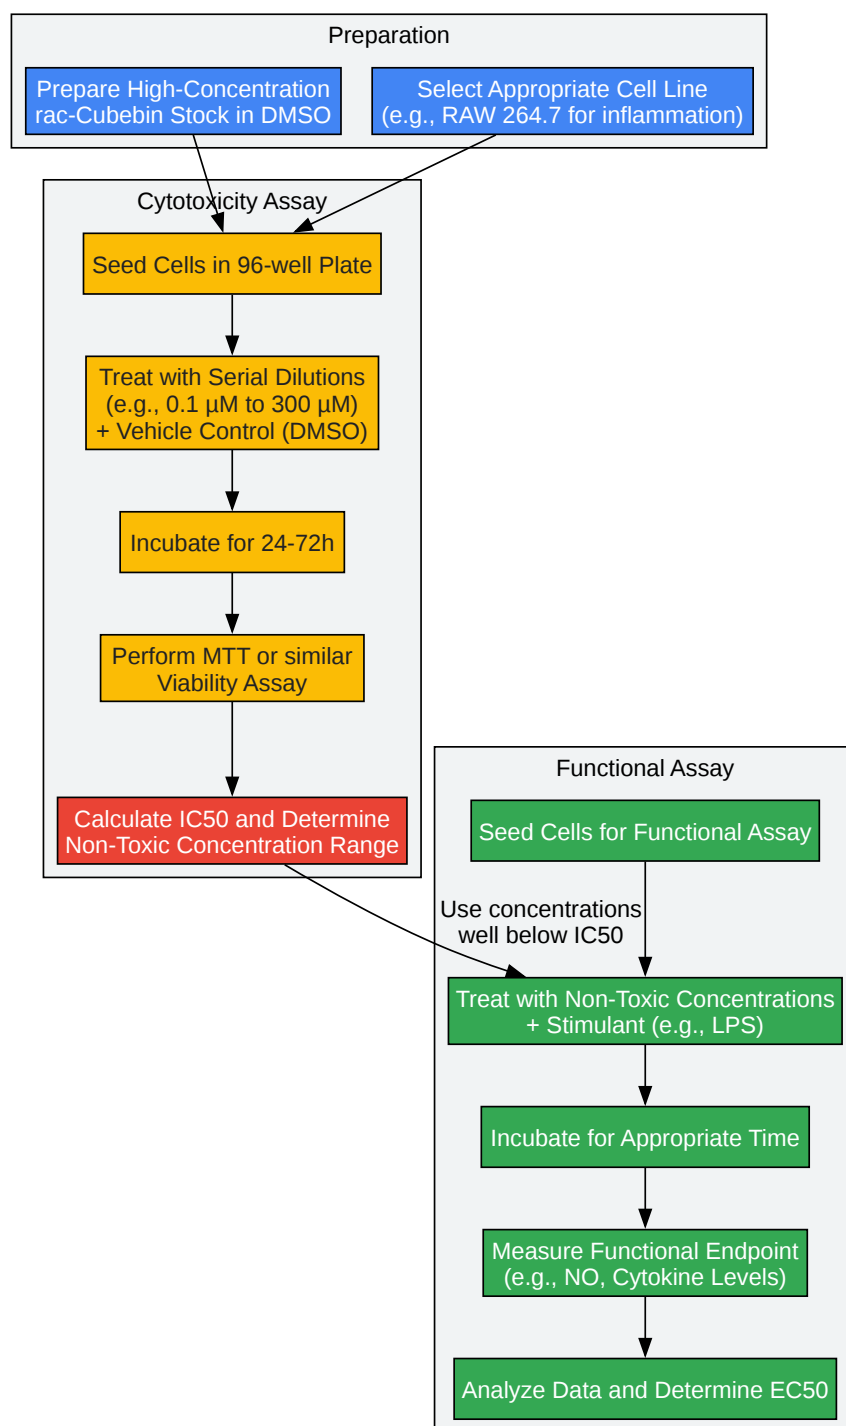 Preparation
Prepare High-Concentration
rac-Cubebin Stock in DMSO
Select Appropriate Cell Line
(e.g., RAW 264.7 for inflammation)
Cytotoxicity Assay
Seed Cells in 96-well Plate
Treat with Serial Dilutions
(e.g., 0.1 µM to 300 µM)
+ Vehicle Control (DMSO)
Incubate for 24-72h
Perform MTT or similar
Viability Assay
Calculate IC50 and Determine
Non-Toxic Concentration Range
Functional Assay
Seed Cells for Functional Assay
Use concentrations
well below IC50
Treat with Non-Toxic Concentrations
+ Stimulant (e.g., LPS)
Incubate for Appropriate Time
Measure Functional Endpoint
(e.g., NO, Cytokine Levels)
Analyze Data and Determine EC50